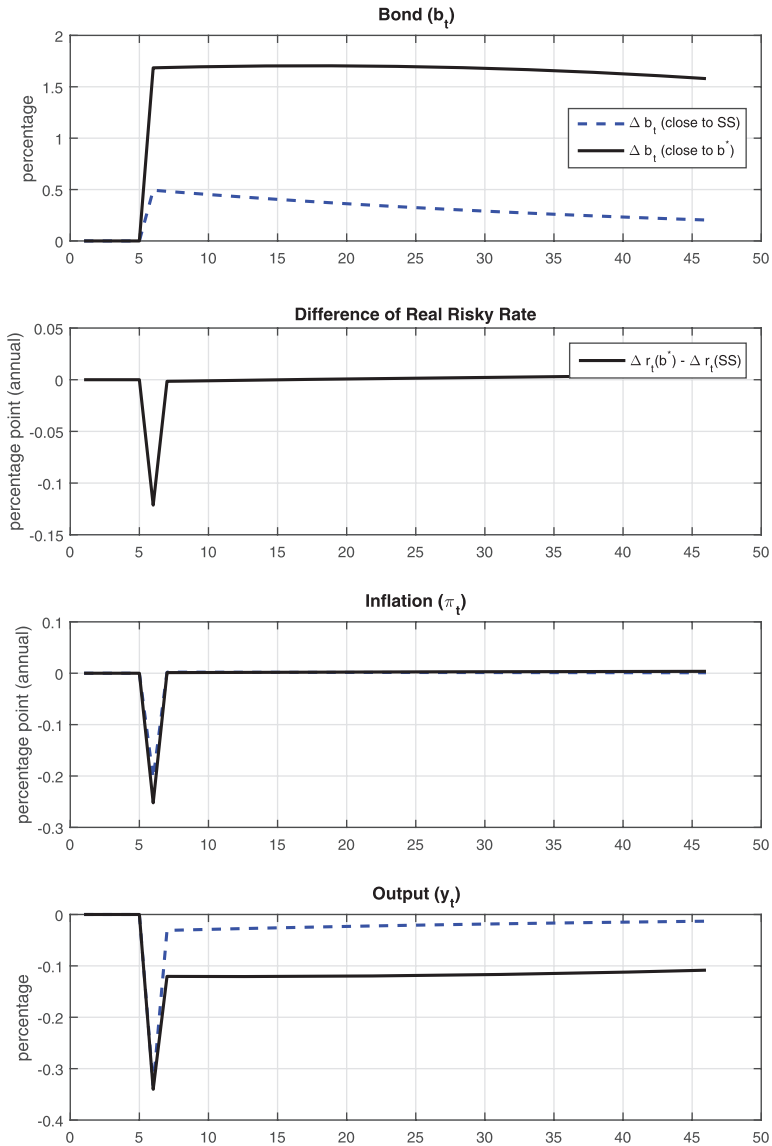 Bond (b_t)
2
1.5
1
0.5
0
percentage
Δ b_t (close to SS)
Δ b_t (close to b*)
0 5 10 15 20 25 30 35 40 45 50
Difference of Real Risky Rate
0.05
0
-0.05
-0.1
-0.15
percentage point (annual)
Δ r_t(b*) - Δ r_t(SS)
0 5 10 15 20 25 30 35 40 45 50
Inflation (π_t)
0.1
0
-0.1
-0.2
-0.3
percentage point (annual)
0 5 10 15 20 25 30 35 40 45 50
Output (y_t)
0
-0.1
-0.2
-0.3
-0.4
percentage
0 5 10 15 20 25 30 35 40 45 50